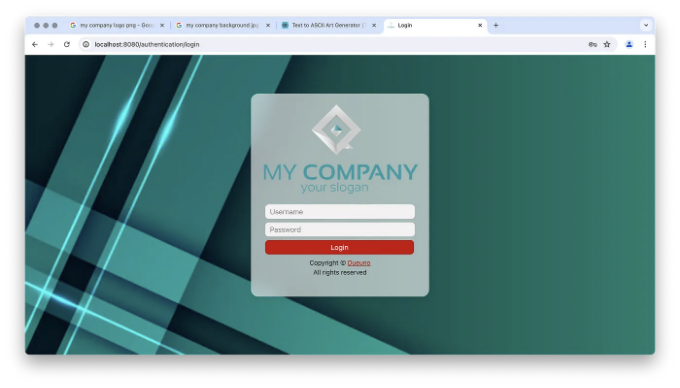 my company logo png - Goo
my company background jpg
Text to ASCII Art Generator (T
Login
localhost:8080/authentication/login
MY COMPANY
your slogan
Username
Password
Login
Copyright © Dueuno
All rights reserved